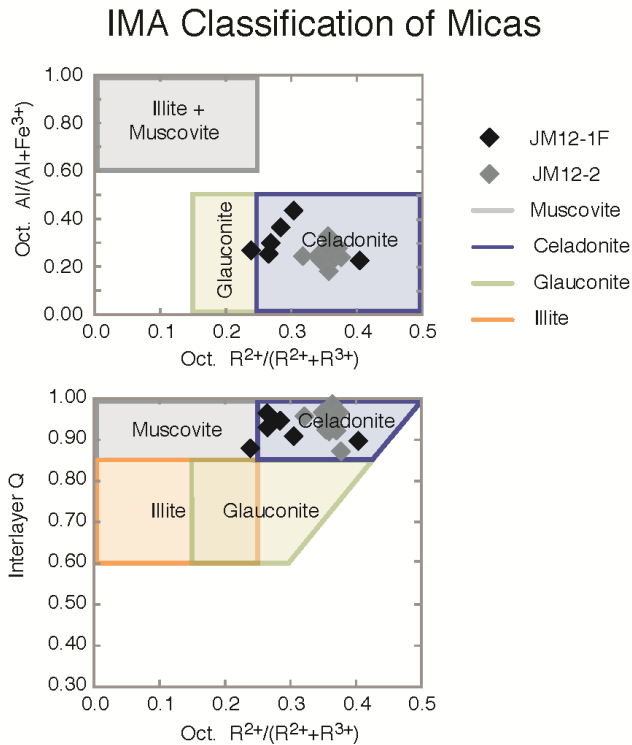 IMA Classification of Micas
Oct. Al/(Al+Fe³⁺)
1.00
0.80
0.60
0.40
0.20
0.00
Illite +
Muscovite
Glauconite
Celadonite
0.0 0.1 0.2 0.3 0.4 0.5
Oct. R²⁺/(R²⁺+R³⁺)
JM12-1F
JM12-2
Muscovite
Celadonite
Glauconite
Illite
Interlayer Q
1.00
0.90
0.80
0.70
0.60
0.50
0.40
0.30
Muscovite
Celadonite
Illite
Glauconite
0.0 0.1 0.2 0.3 0.4 0.5
Oct. R²⁺/(R²⁺+R³⁺)